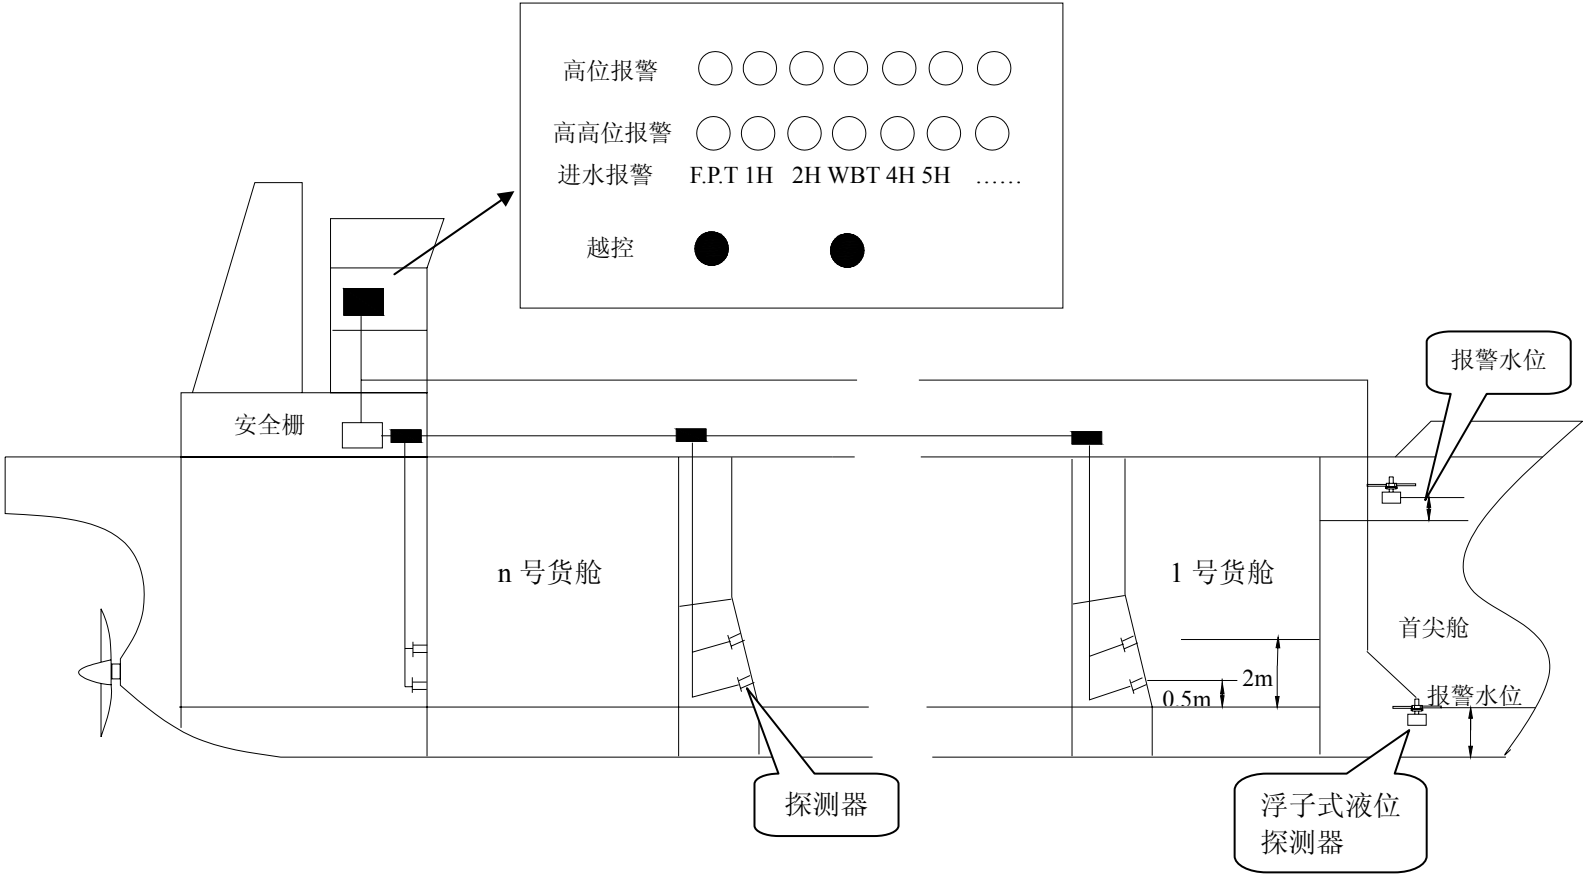 高位报警
高高位报警
进水报警 F.P.T 1H 2H WBT 4H 5H ……
越控
报警水位
安全栅
n 号货舱
1 号货舱
首尖舱
2m
0.5m
报警水位
探测器
浮子式液位
探测器